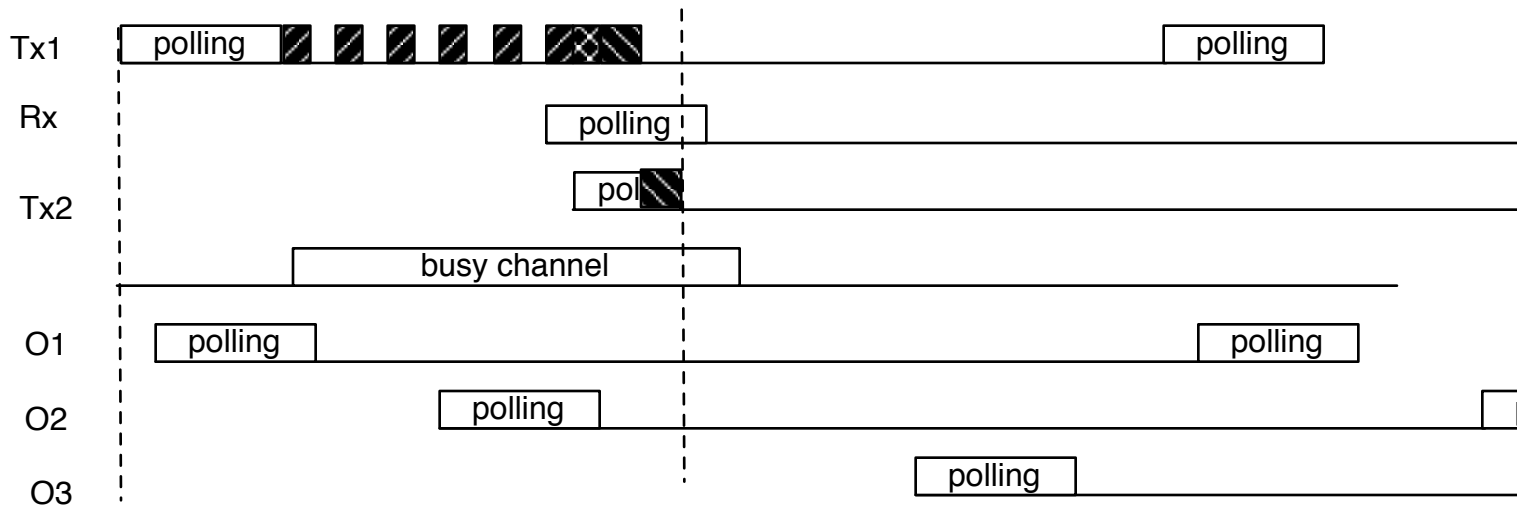 Tx1 polling polling
Rx polling
Tx2 pol
busy channel
O1 polling polling
O2 polling
O3 polling